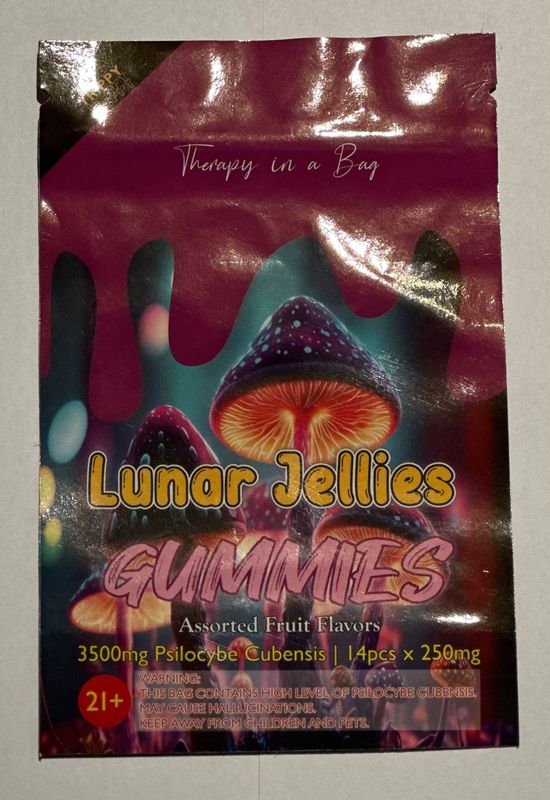 Therapy in a Bag
Lunar Jellies
GUMMIES
Assorted Fruit Flavors
3500mg Psilocybe Cubensis | 14pcs x 250mg
21+
WARNING:
THIS BAG CONTAINS HIGH LEVEL OF PSILOCYBE CUBENSIS.
MAY CAUSE HALLUCINATIONS.
KEEP AWAY FROM CHILDREN AND PETS.